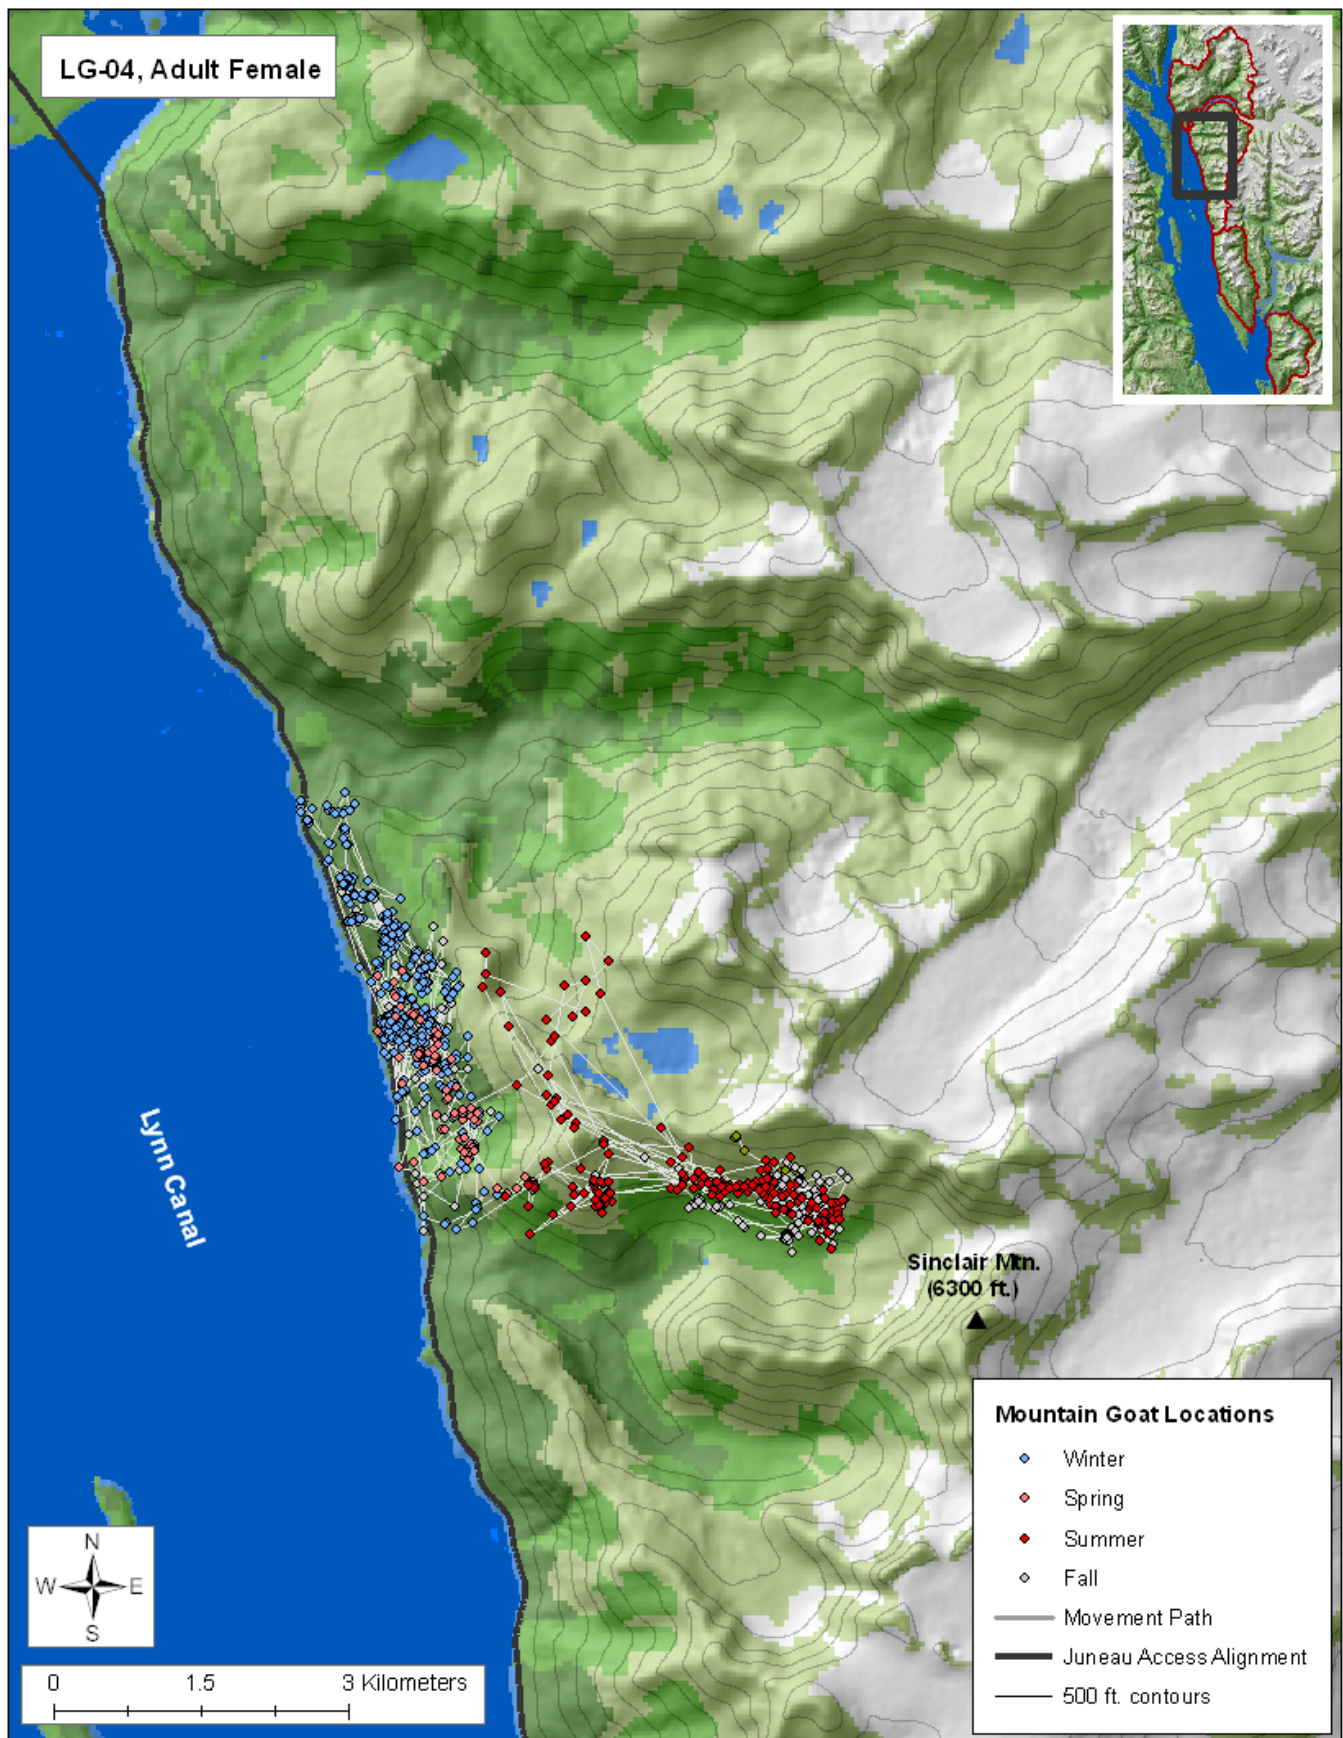 LG-04, Adult Female
Lynn Canal
Sinclair Mtn.
(6300 ft.)
Mountain Goat Locations
Winter
Spring
Summer
Fall
Movement Path
Juneau Access Alignment
500 ft. contours
N
W E
S
0 1.5 3 Kilometers